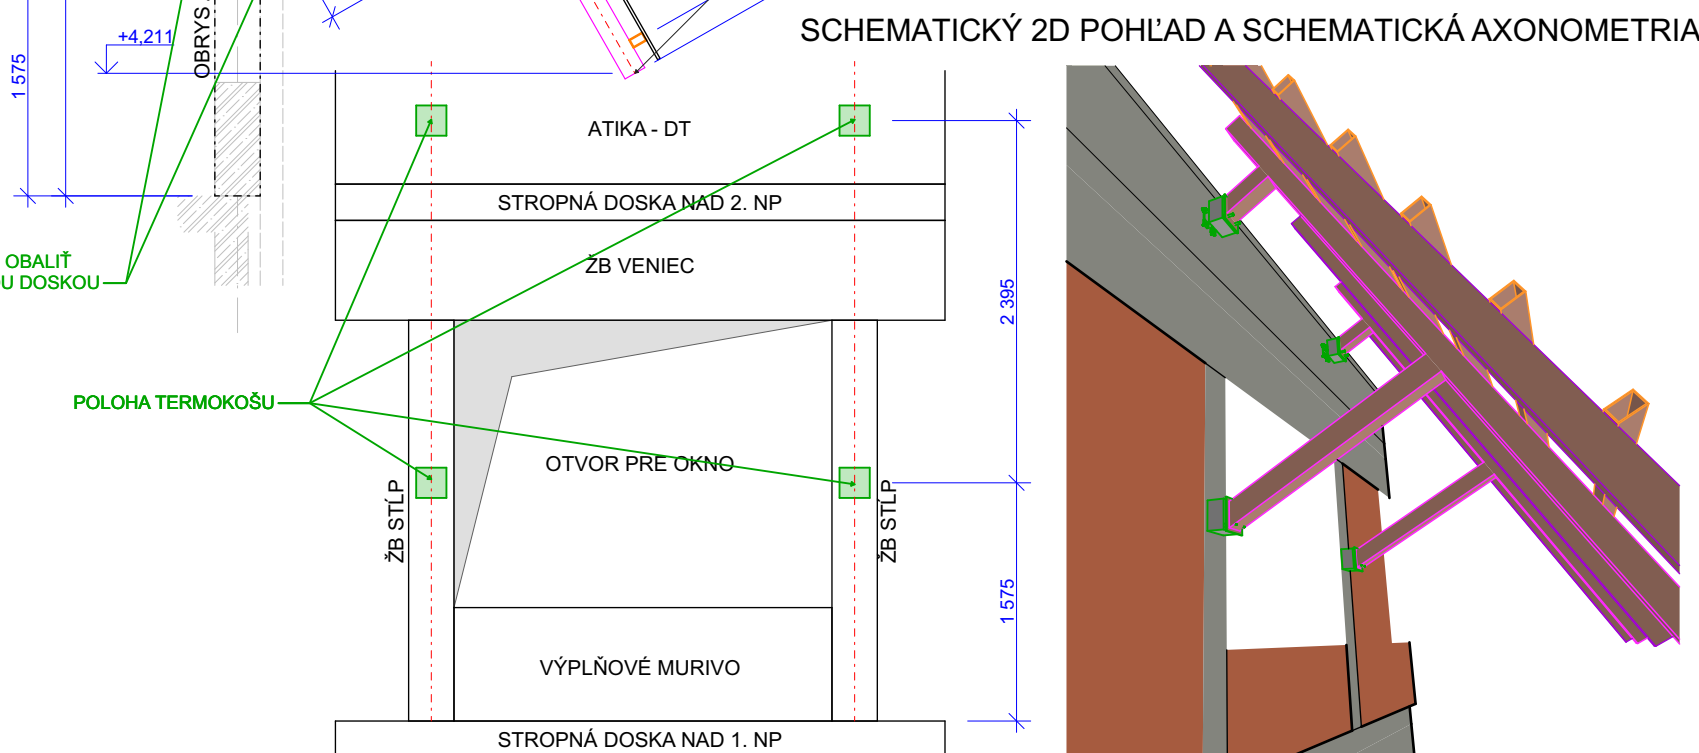 SCHEMATICKÝ 2D POHĽAD A SCHEMATICKÁ AXONOMETRIA
+4,211
1 575
OBRYS
ATIKA - DT
STROPNÁ DOSKA NAD 2. NP
ŽB VENIEC
OBALIŤ
DOSKOU
2 395
POLOHA TERMOKOŠU
OTVOR PRE OKNO
ŽB STĹP
ŽB STĹP
1 575
VÝPLŇOVÉ MURIVO
STROPNÁ DOSKA NAD 1. NP